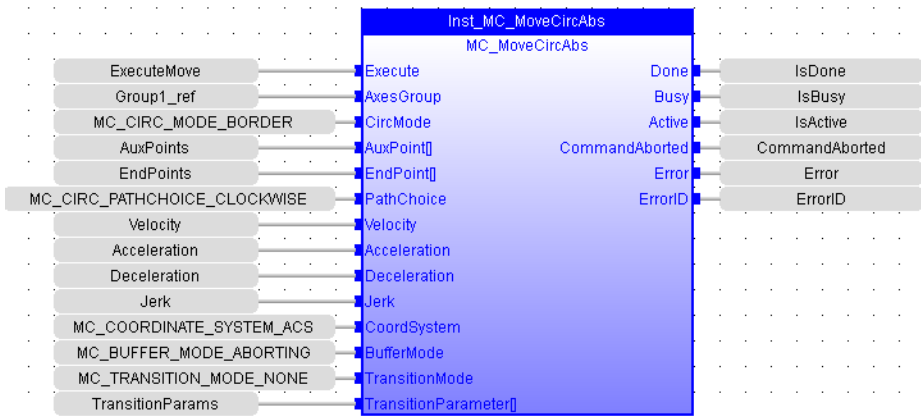 Inst_MC_MoveCircAbs
MC_MoveCircAbs
ExecuteMove Execute Done IsDone
Group1_ref AxesGroup Busy IsBusy
MC_CIRC_MODE_BORDER CircMode Active IsActive
AuxPoints AuxPoint[] CommandAborted CommandAborted
EndPoints EndPoint[] Error Error
MC_CIRC_PATHCHOICE_CLOCKWISE PathChoice ErrorID ErrorID
Velocity Velocity
Acceleration Acceleration
Deceleration Deceleration
Jerk Jerk
MC_COORDINATE_SYSTEM_ACS CoordSystem
MC_BUFFER_MODE_ABORTING BufferMode
MC_TRANSITION_MODE_NONE TransitionMode
TransitionParams TransitionParameter[]